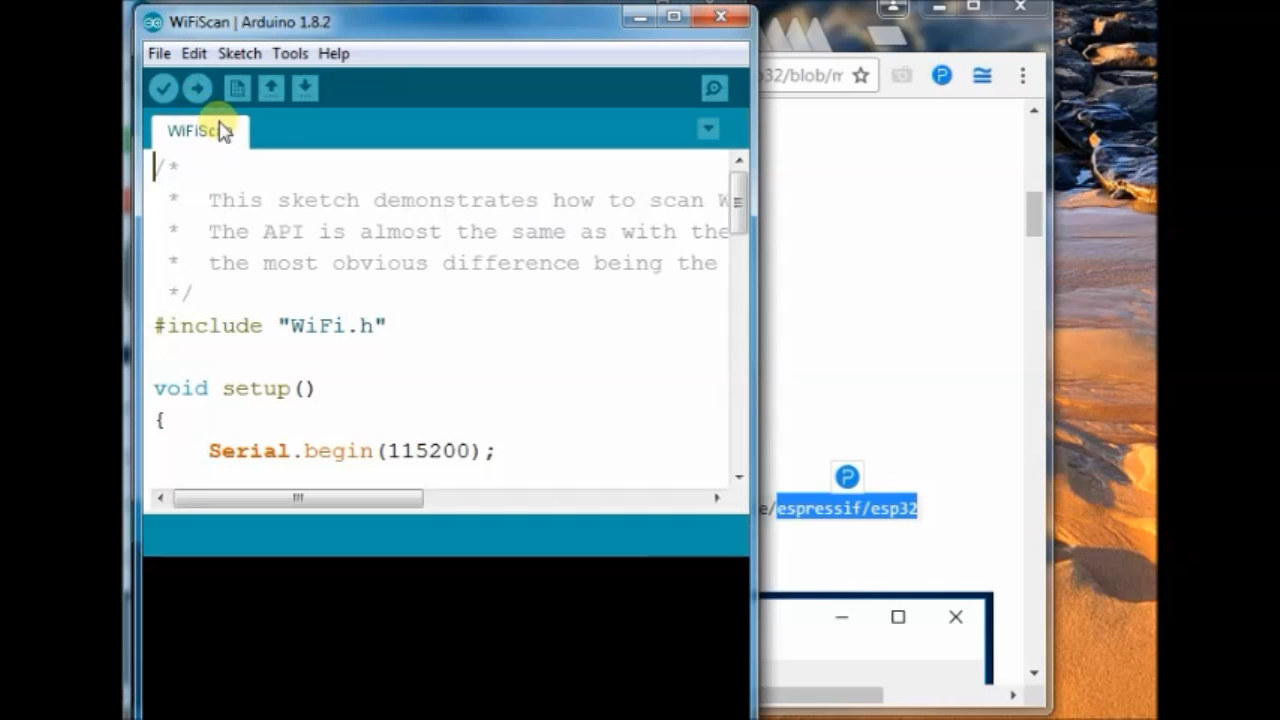 WiFiScan | Arduino 1.8.2
File Edit Sketch Tools Help
32/blob/m
WiFiScan
/*
* This sketch demonstrates how to scan W
* The API is almost the same as with the
* the most obvious difference being the
*/
#include "WiFi.h"
void setup()
{
Serial.begin(115200);
e/espressif/esp32